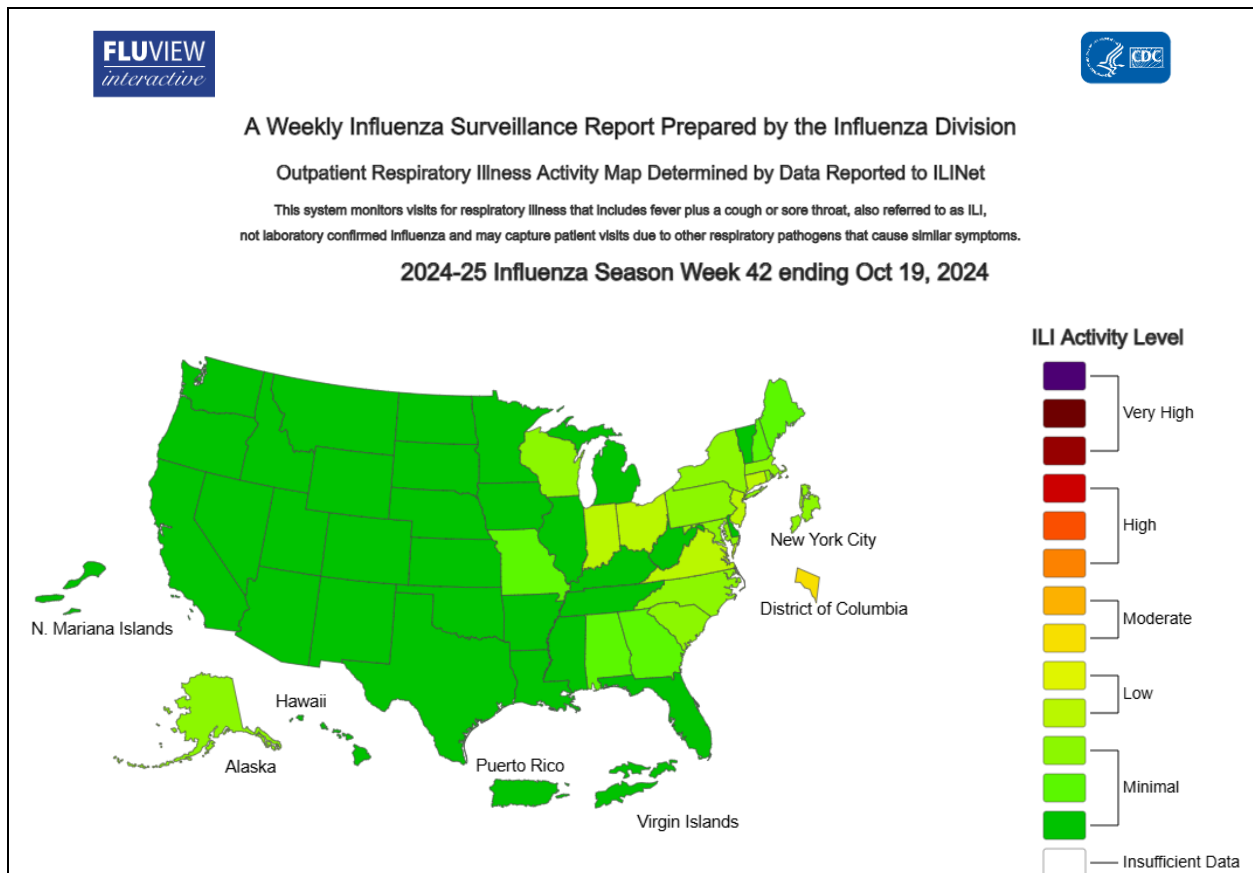 FLUVIEW
interactive
CDC
A Weekly Influenza Surveillance Report Prepared by the Influenza Division
Outpatient Respiratory Illness Activity Map Determined by Data Reported to ILINet
This system monitors visits for respiratory illness that includes fever plus a cough or sore throat, also referred to as ILI,
not laboratory confirmed influenza and may capture patient visits due to other respiratory pathogens that cause similar symptoms.
2024-25 Influenza Season Week 42 ending Oct 19, 2024
ILI Activity Level
Very High
High
Moderate
Low
Minimal
Insufficient Data
New York City
District of Columbia
N. Mariana Islands
Hawaii
Alaska
Puerto Rico
Virgin Islands